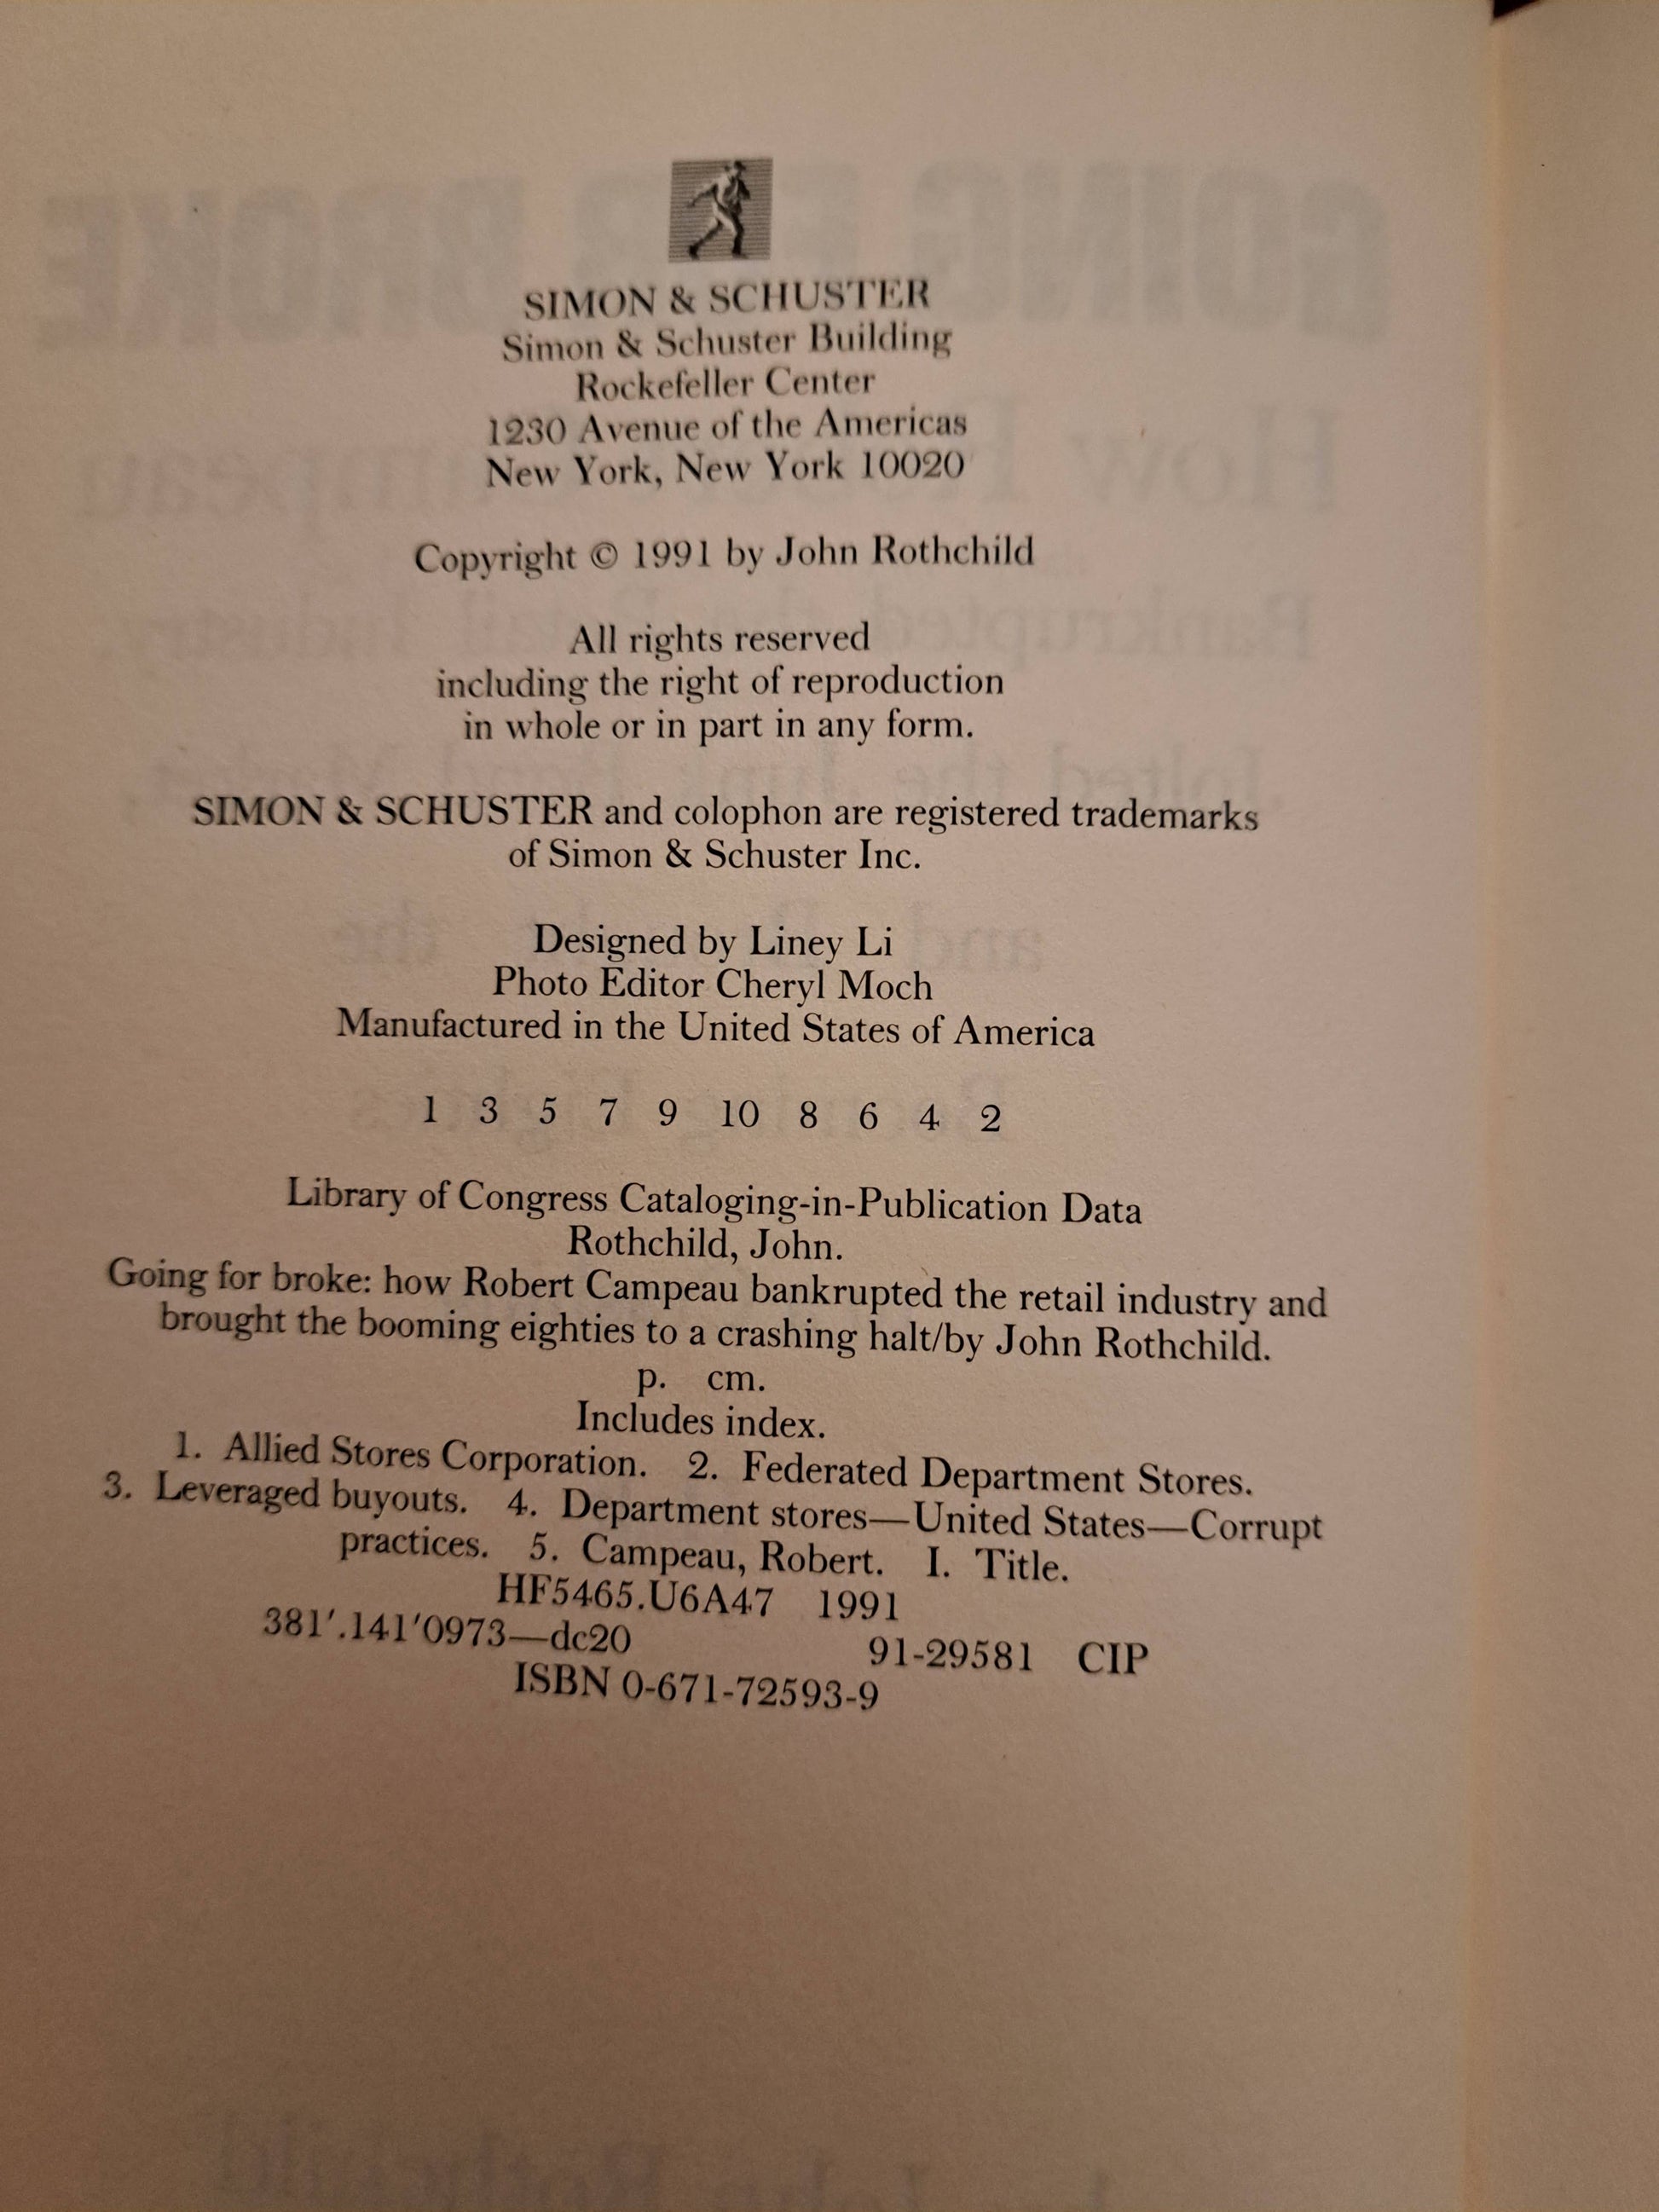 SIMON & SCHUSTER
Simon & Schuster Building
Rockefeller Center
1230 Avenue of the Americas
New York, New York 10020
Copyright © 1991 by John Rothchild
All rights reserved
including the right of reproduction
in whole or in part in any form.
SIMON & SCHUSTER and colophon are registered trademarks
of Simon & Schuster Inc.
Designed by Liney Li
Photo Editor Cheryl Moch
Manufactured in the United States of America
1 3 5 7 9 10 8 6 4 2
Library of Congress Cataloging-in-Publication Data
Rothchild, John.
Going for broke: how Robert Campeau bankrupted the retail industry and
brought the booming eighties to a crashing halt/by John Rothchild.
p. cm.
Includes index.
1. Allied Stores Corporation. 2. Federated Department Stores.
3. Leveraged buyouts. 4. Department stores—United States—Corrupt
practices. 5. Campeau, Robert. I. Title.
HF5465.U6A47 1991
381′.141′0973—dc20 91-29581 CIP
ISBN 0-671-72593-9